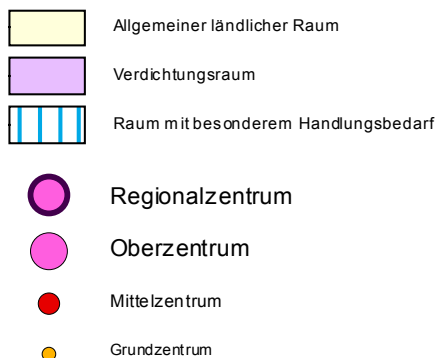 Allgemeiner ländlicher Raum
Verdichtungsraum
Raum mit besonderem Handlungsbedarf
Regionalzentrum
Oberzentrum
Mittelzentrum
Grundzentrum